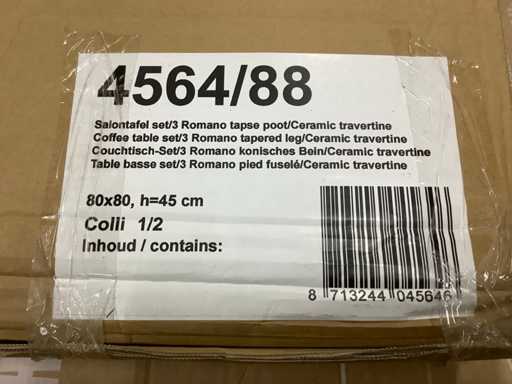 4564/88
Salontafel set/3 Romano tapse poot/Ceramic travertine
Coffee table set/3 Romano tapered leg/Ceramic travertine
Couchtisch-Set/3 Romano konisches Bein/Ceramic travertine
Table basse set/3 Romano pied fuselé/Ceramic travertine
80x80, h=45 cm
Colli 1/2
Inhoud / contains:
8 713244 045646